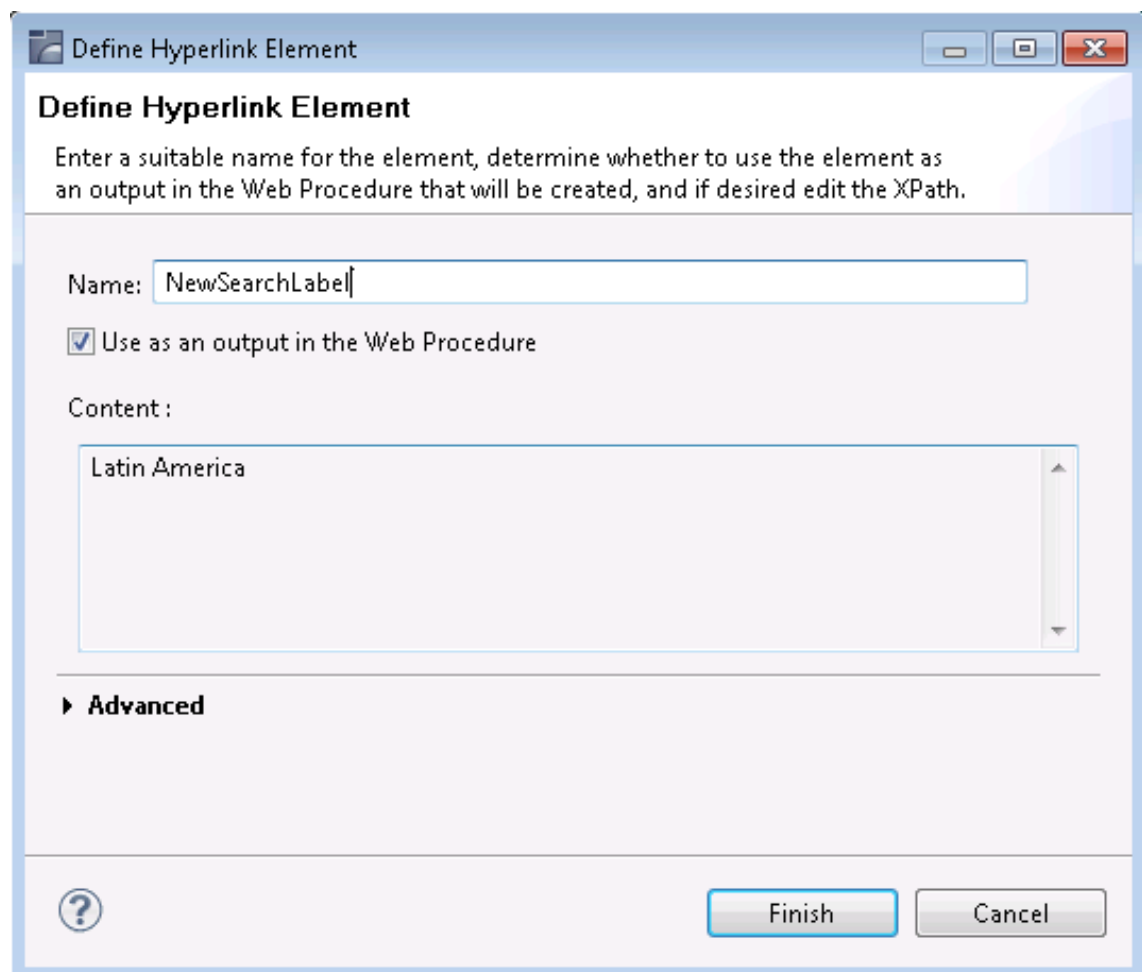 Define Hyperlink Element
Define Hyperlink Element
Enter a suitable name for the element, determine whether to use the element as
an output in the Web Procedure that will be created, and if desired edit the XPath.
Name: NewSearchLabel
Use as an output in the Web Procedure
Content :
Latin America
Advanced
?
Finish Cancel